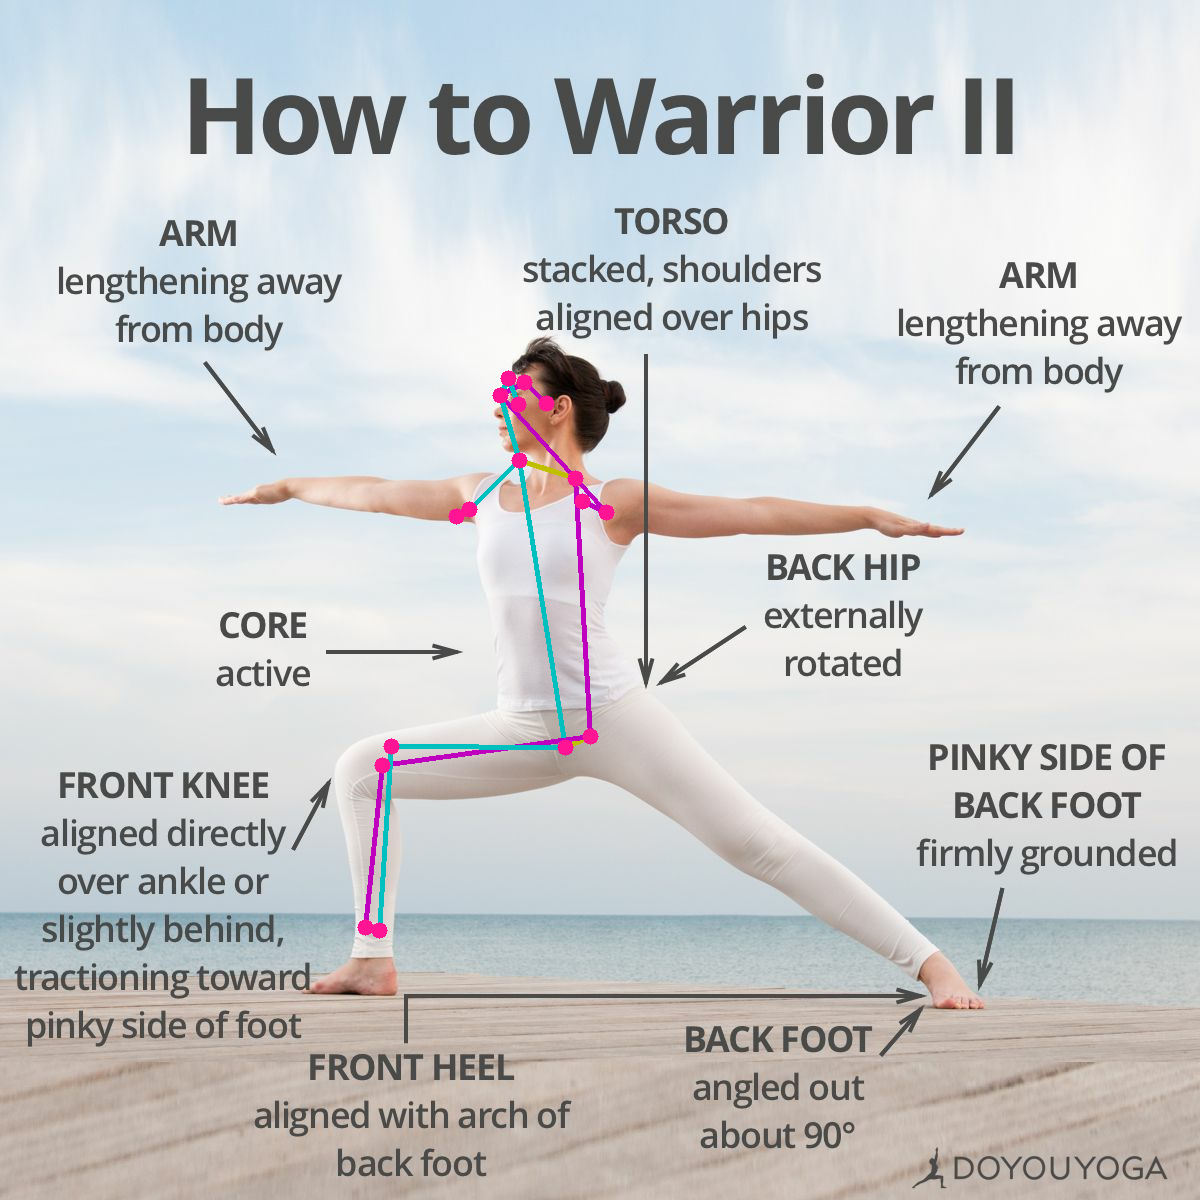 How to Warrior II
ARM
lengthening away
from body
TORSO
stacked, shoulders
aligned over hips
ARM
lengthening away
from body
CORE
active
BACK HIP
externally
rotated
FRONT KNEE
aligned directly
over ankle or
slightly behind,
tractioning toward
pinky side of foot
PINKY SIDE OF
BACK FOOT
firmly grounded
FRONT HEEL
aligned with arch of
back foot
BACK FOOT
angled out
about 90°
DOYOUYOGA